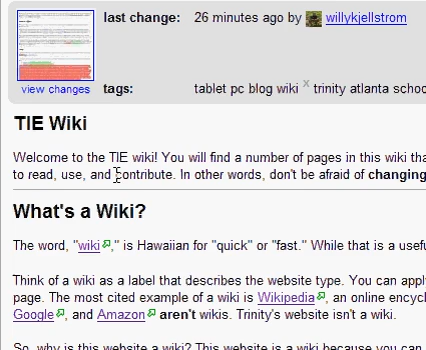 last change: 26 minutes ago by willykjellstrom
view changes
tags: tablet pc blog wiki x trinity atlanta schoo
TIE Wiki
Welcome to the TIE wiki! You will find a number of pages in this wiki tha
to read, use, and contribute. In other words, don't be afraid of changing
What's a Wiki?
The word, "wiki," is Hawaiian for "quick" or "fast." While that is a usefu
Think of a wiki as a label that describes the website type. You can appl
page. The most cited example of a wiki is Wikipedia, an online encycl
Google, and Amazon aren't wikis. Trinity's website isn't a wiki.
So, why is this website a wiki? This website is a wiki because you can